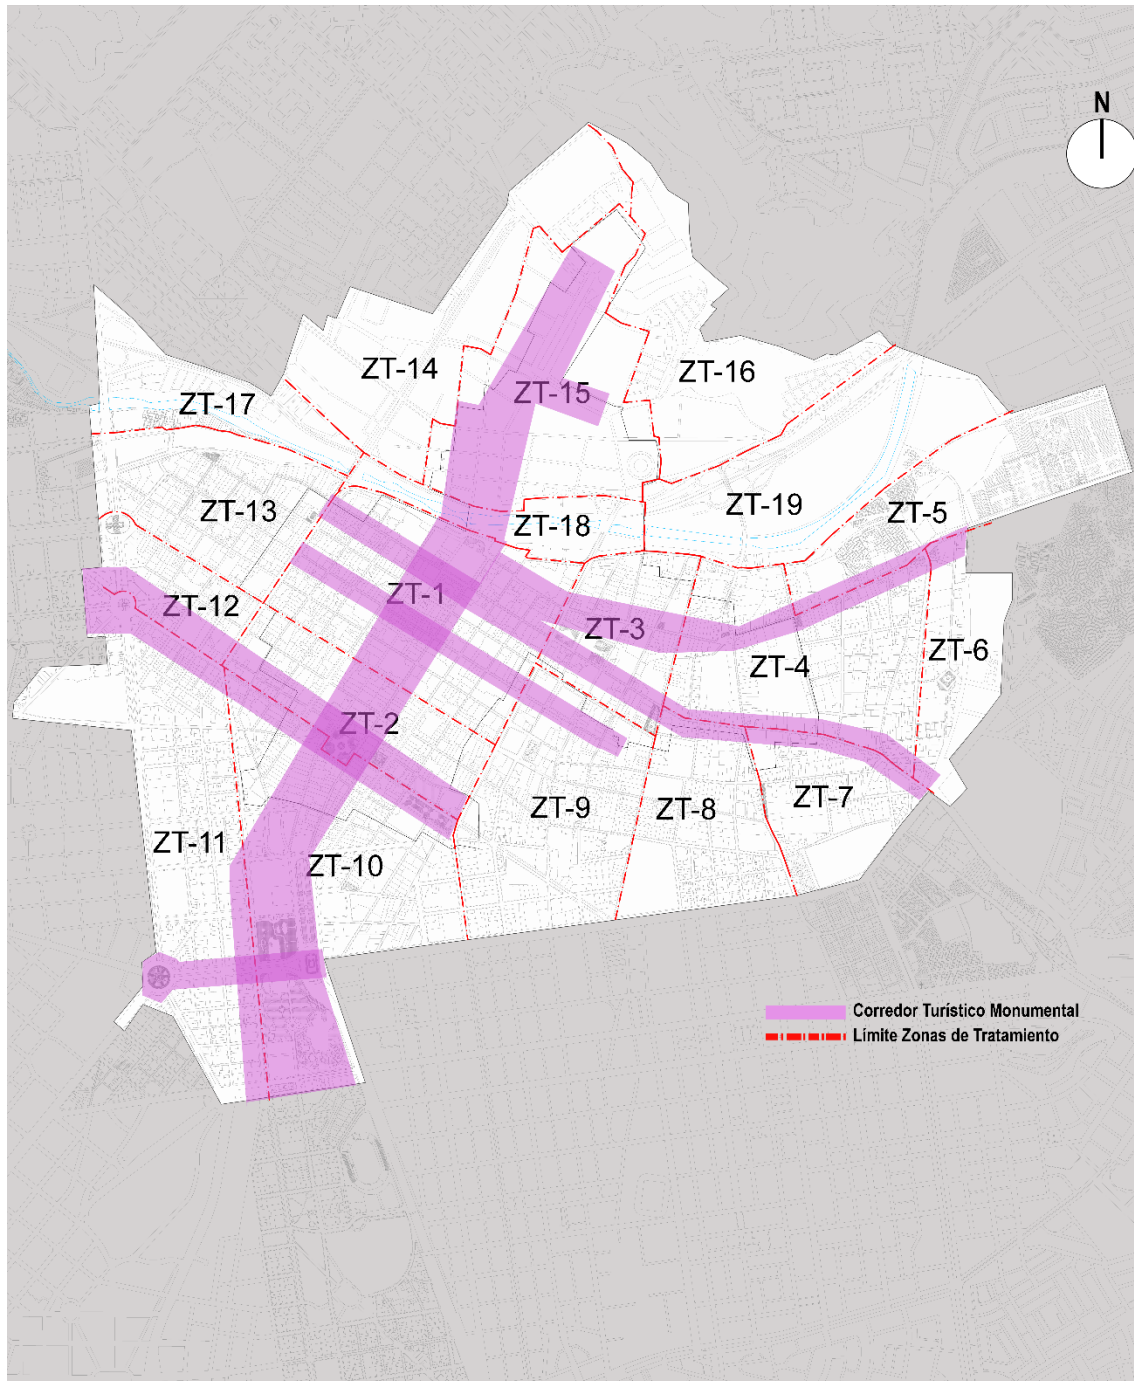 N
ZT-14
ZT-16
ZT-15
ZT-17
ZT-13
ZT-18
ZT-19
ZT-5
ZT-12
ZT-1
ZT-3
ZT-4
ZT-6
ZT-2
ZT-9
ZT-8
ZT-7
ZT-11
ZT-10
Corredor Turístico Monumental
Límite Zonas de Tratamiento